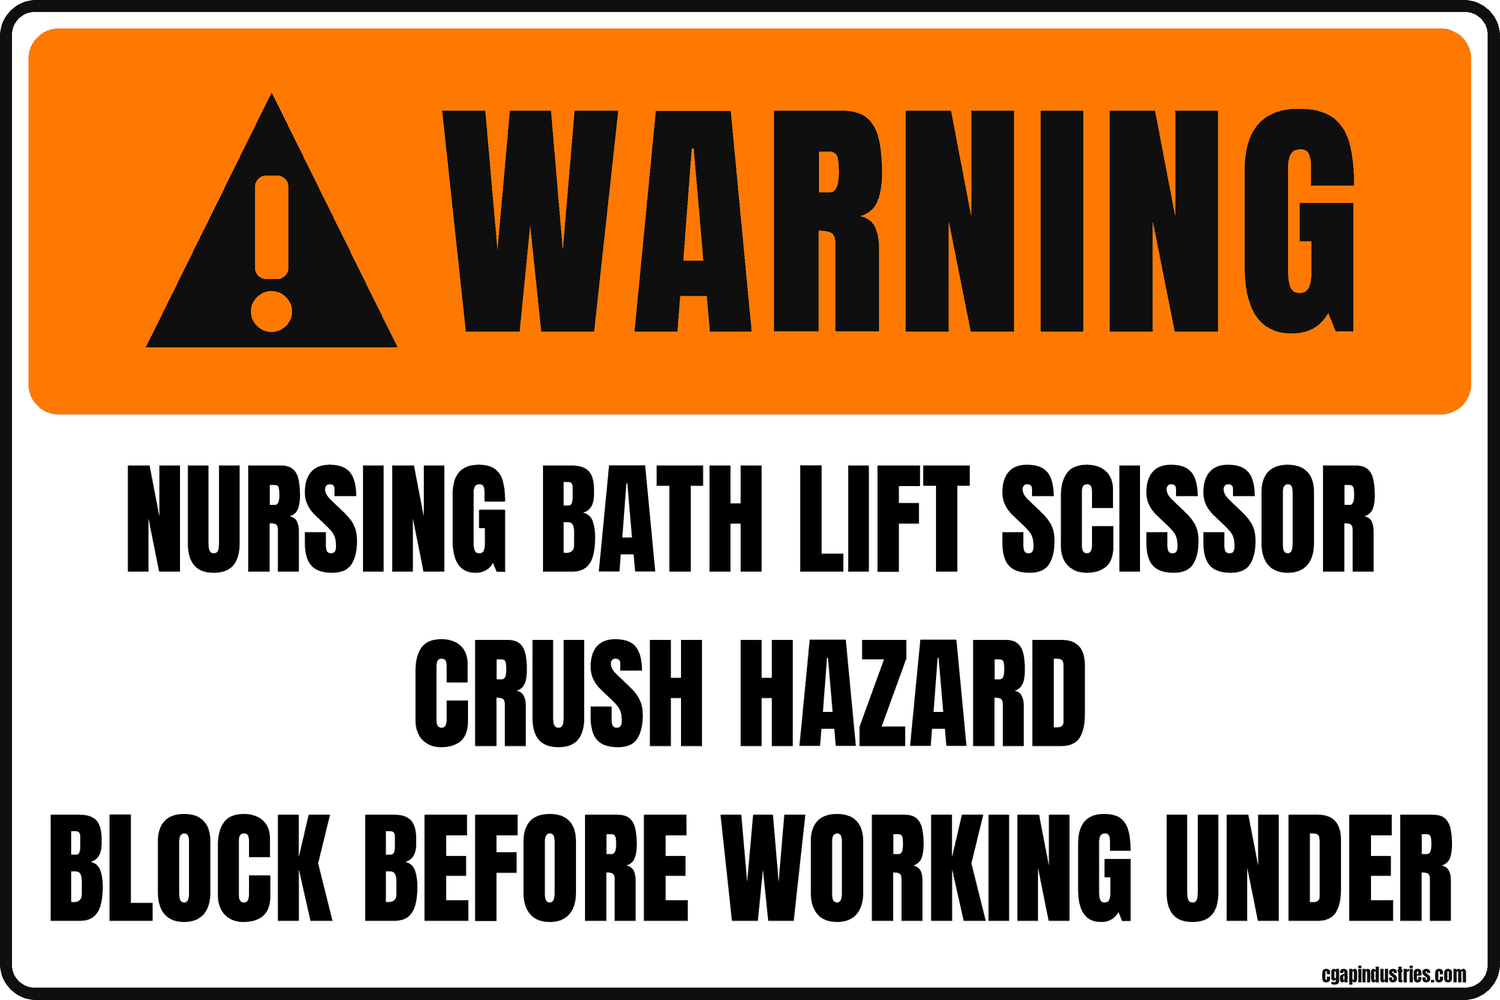 WARNING
NURSING BATH LIFT SCISSOR
CRUSH HAZARD
BLOCK BEFORE WORKING UNDER
cgapindustries.com